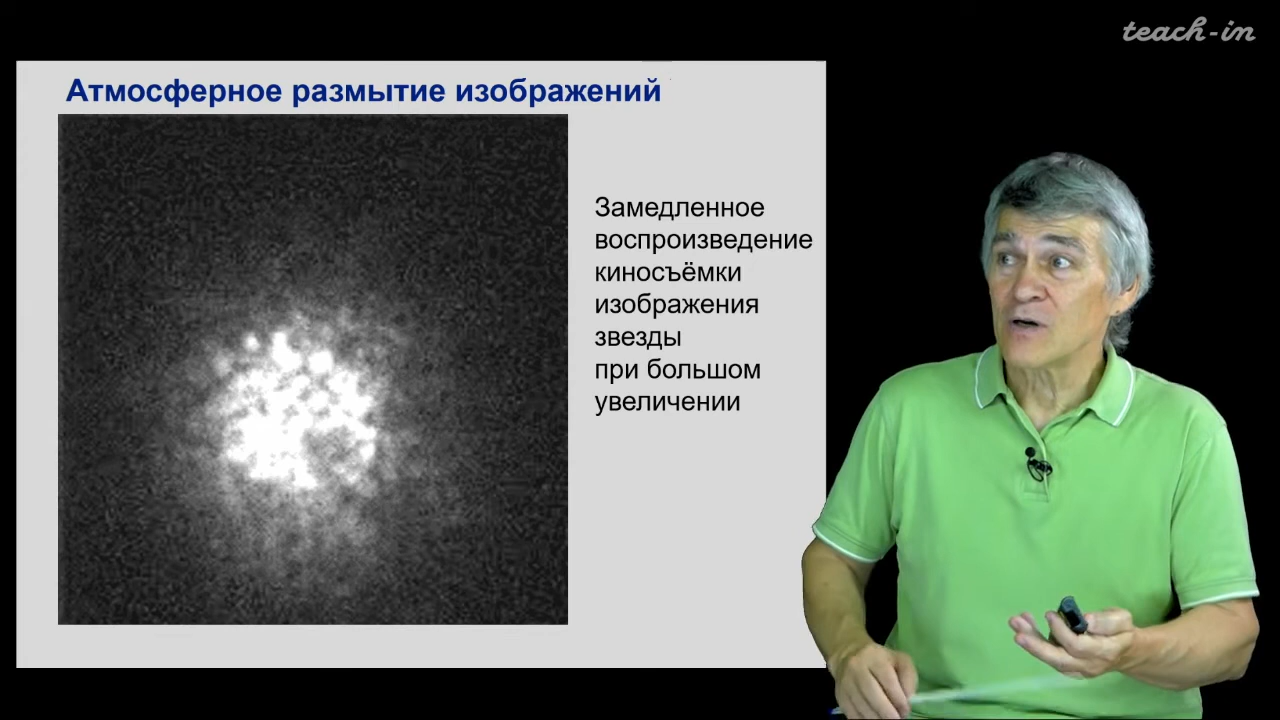 teach-in
Атмосферное размытие изображений
Замедленное
воспроизведение
киносъёмки
изображения
звезды
при большом
увеличении